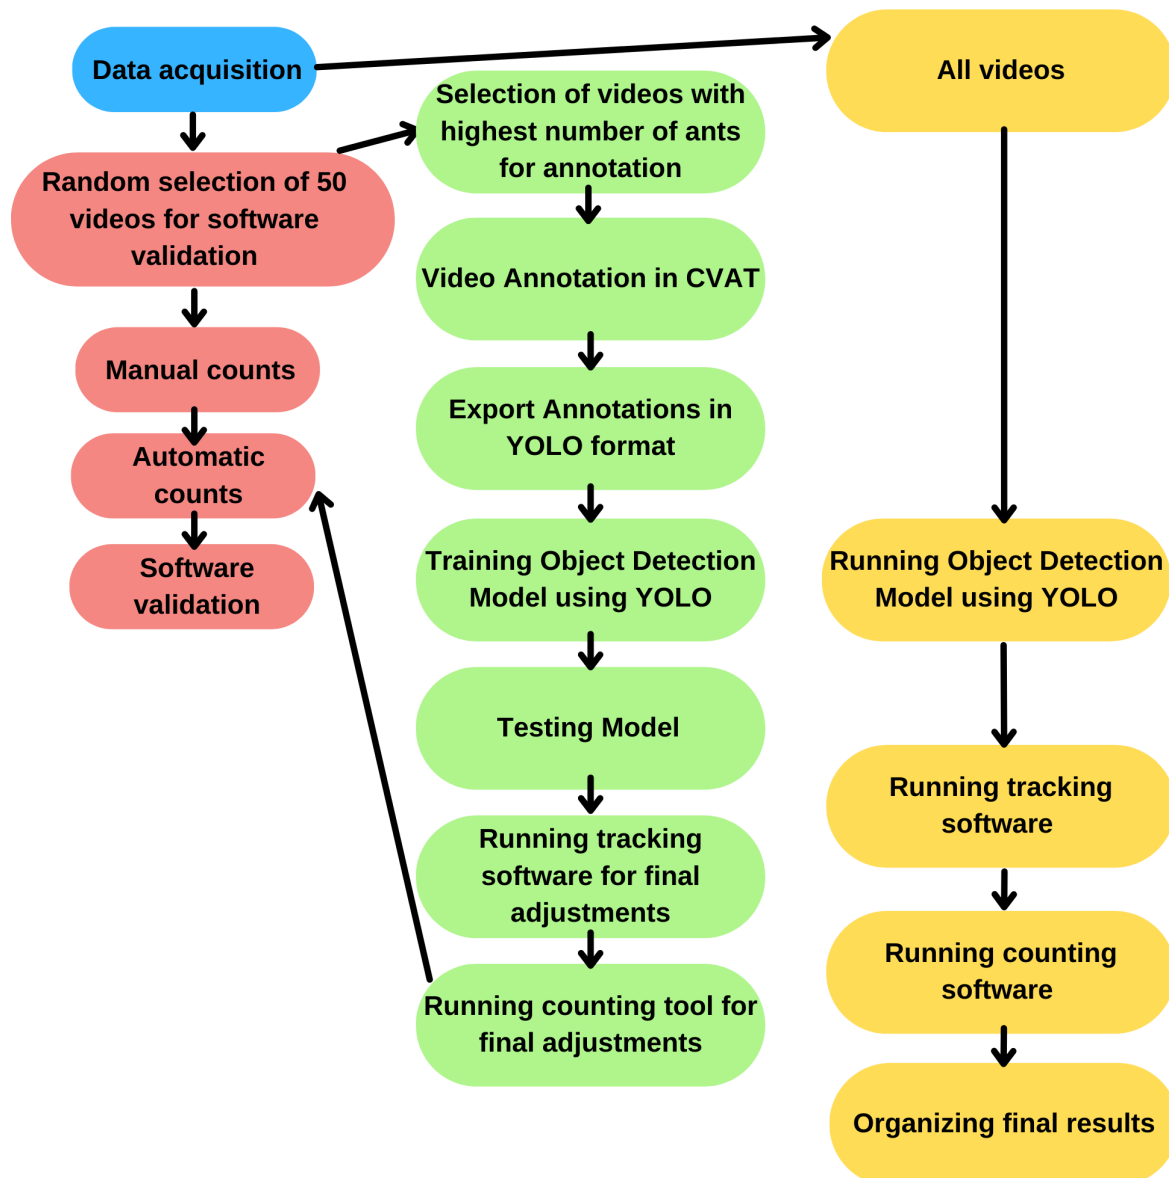 Data acquisition
Random selection of 50
videos for software
validation
Manual counts
Automatic
counts
Software
validation
Selection of videos with
highest number of ants
for annotation
Video Annotation in CVAT
Export Annotations in
YOLO format
Training Object Detection
Model using YOLO
Testing Model
Running tracking
software for final
adjustments
Running counting tool for
final adjustments
All videos
Running Object Detection
Model using YOLO
Running tracking
software
Running counting
software
Organizing final results